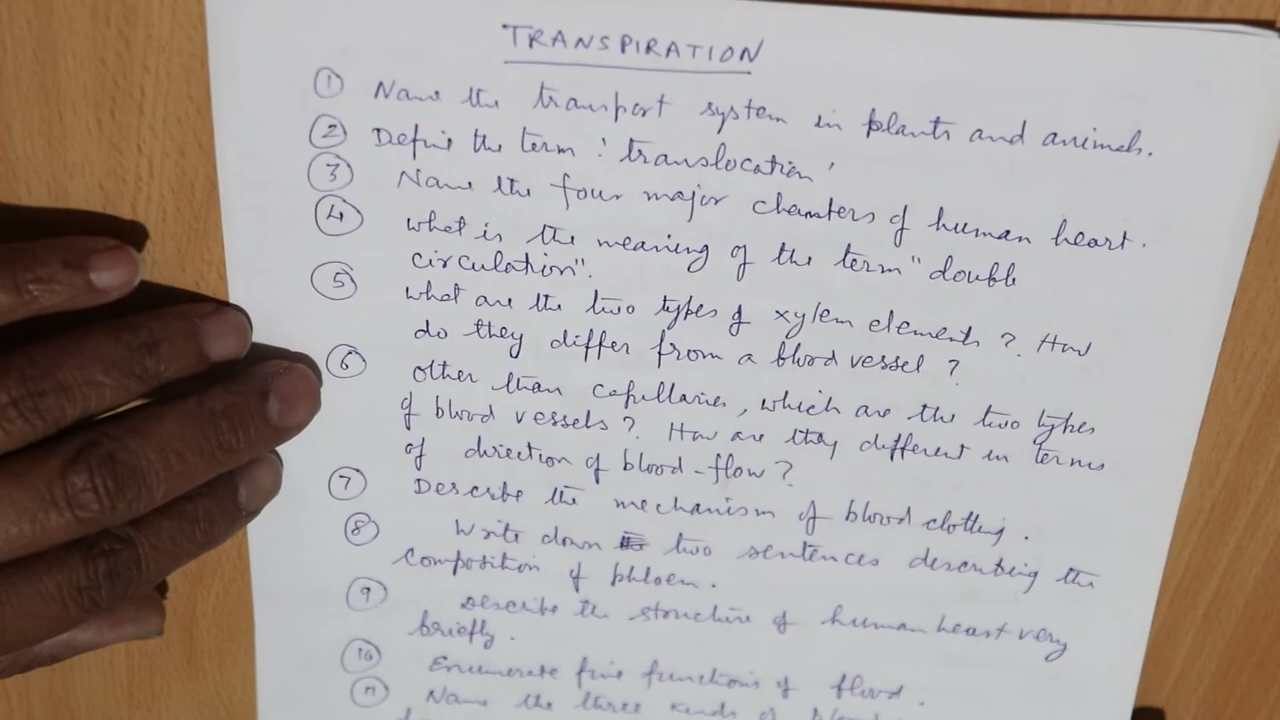 TRANSPIRATION
① Name the transport system in plants and animals.
② Define the term : 'translocation'
③ Name the four major chambers of human heart.
④ what is the meaning of the term "double
circulation".
⑤ what are the two types of xylem elements ?. How
do they differ from a blood vessel ?
⑥ other than capillaries, which are the two types
of blood vessels ?. How are they different in terms
of direction of blood-flow ?
⑦ Describe the mechanism of blood clotting.
⑧ Write down two sentences describing the
composition of phloem.
⑨ Describe the structure of human heart very
briefly.
⑩ Enumerate five functions of blood.
⑪ Name the three kinds of blood